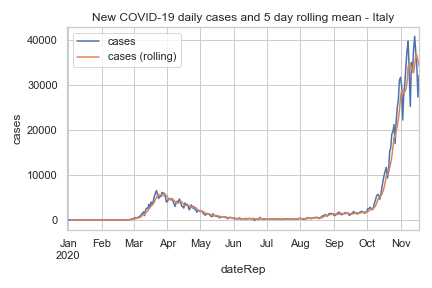 New COVID-19 daily cases and 5 day rolling mean - Italy
cases
cases (rolling)
40000
30000
20000
10000
0
cases
Jan Feb Mar Apr May Jun Jul Aug Sep Oct Nov
2020
dateRep